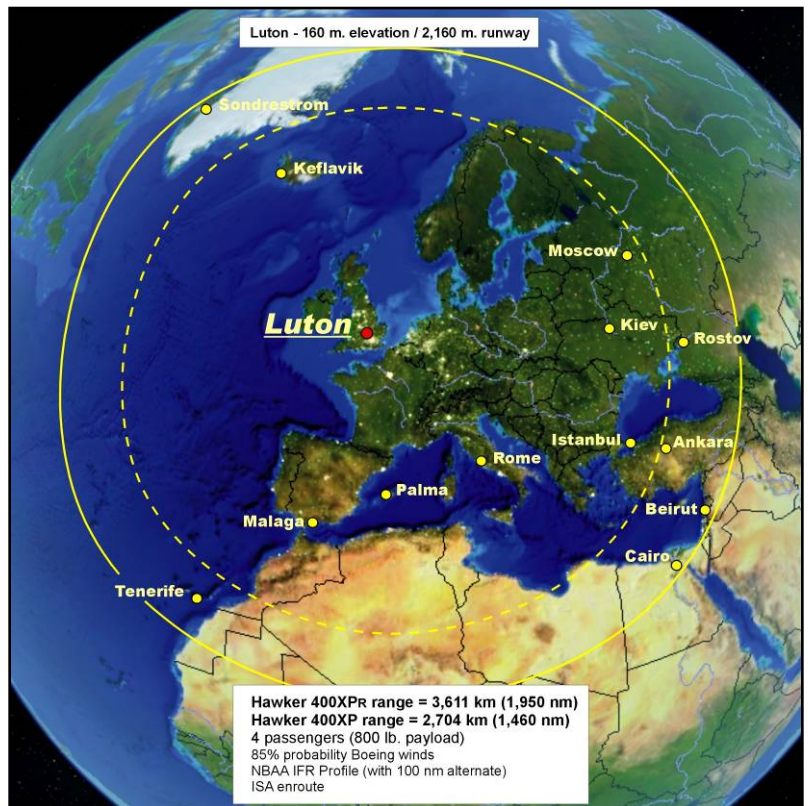 Luton - 160 m. elevation / 2,160 m. runway
Sondrestrom
Keflavik
Moscow
Luton
Kiev
Rostov
Istanbul
Ankara
Rome
Palma
Beirut
Malaga
Cairo
Tenerife
Hawker 400XPR range = 3,611 km (1,950 nm)
Hawker 400XP range = 2,704 km (1,460 nm)
4 passengers (800 lb. payload)
85% probability Boeing winds
NBAA IFR Profile (with 100 nm alternate)
ISA enroute